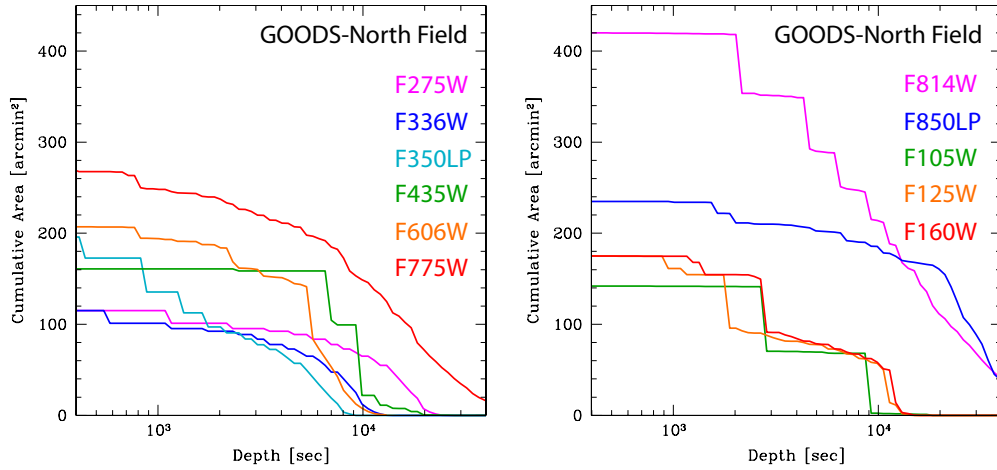 GOODS-North Field
F275W
F336W
F350LP
F435W
F606W
F775W
Cumulative Area [arcmin²]
400
300
200
100
0
10³
10⁴
Depth [sec]
GOODS-North Field
F814W
F850LP
F105W
F125W
F160W
Cumulative Area [arcmin²]
400
300
200
100
0
10³
10⁴
Depth [sec]